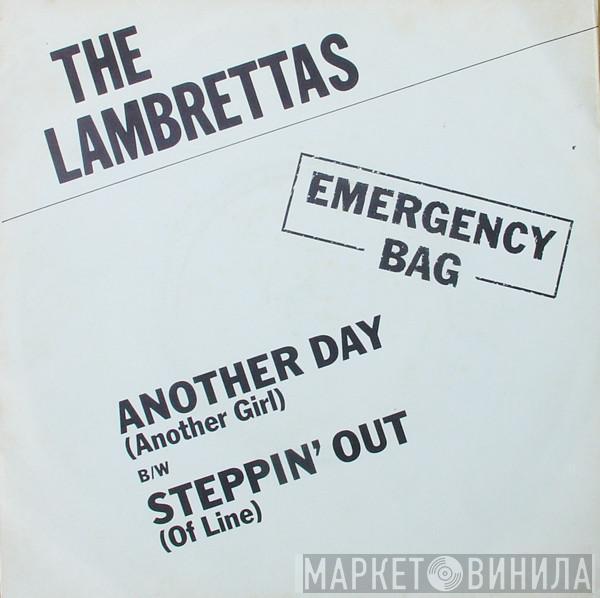 THE
LAMBRETTAS
EMERGENCY
BAG
ANOTHER DAY
(Another Girl)
B/W
STEPPIN' OUT
(Of Line)
МАРКЕТ ВИНИЛА